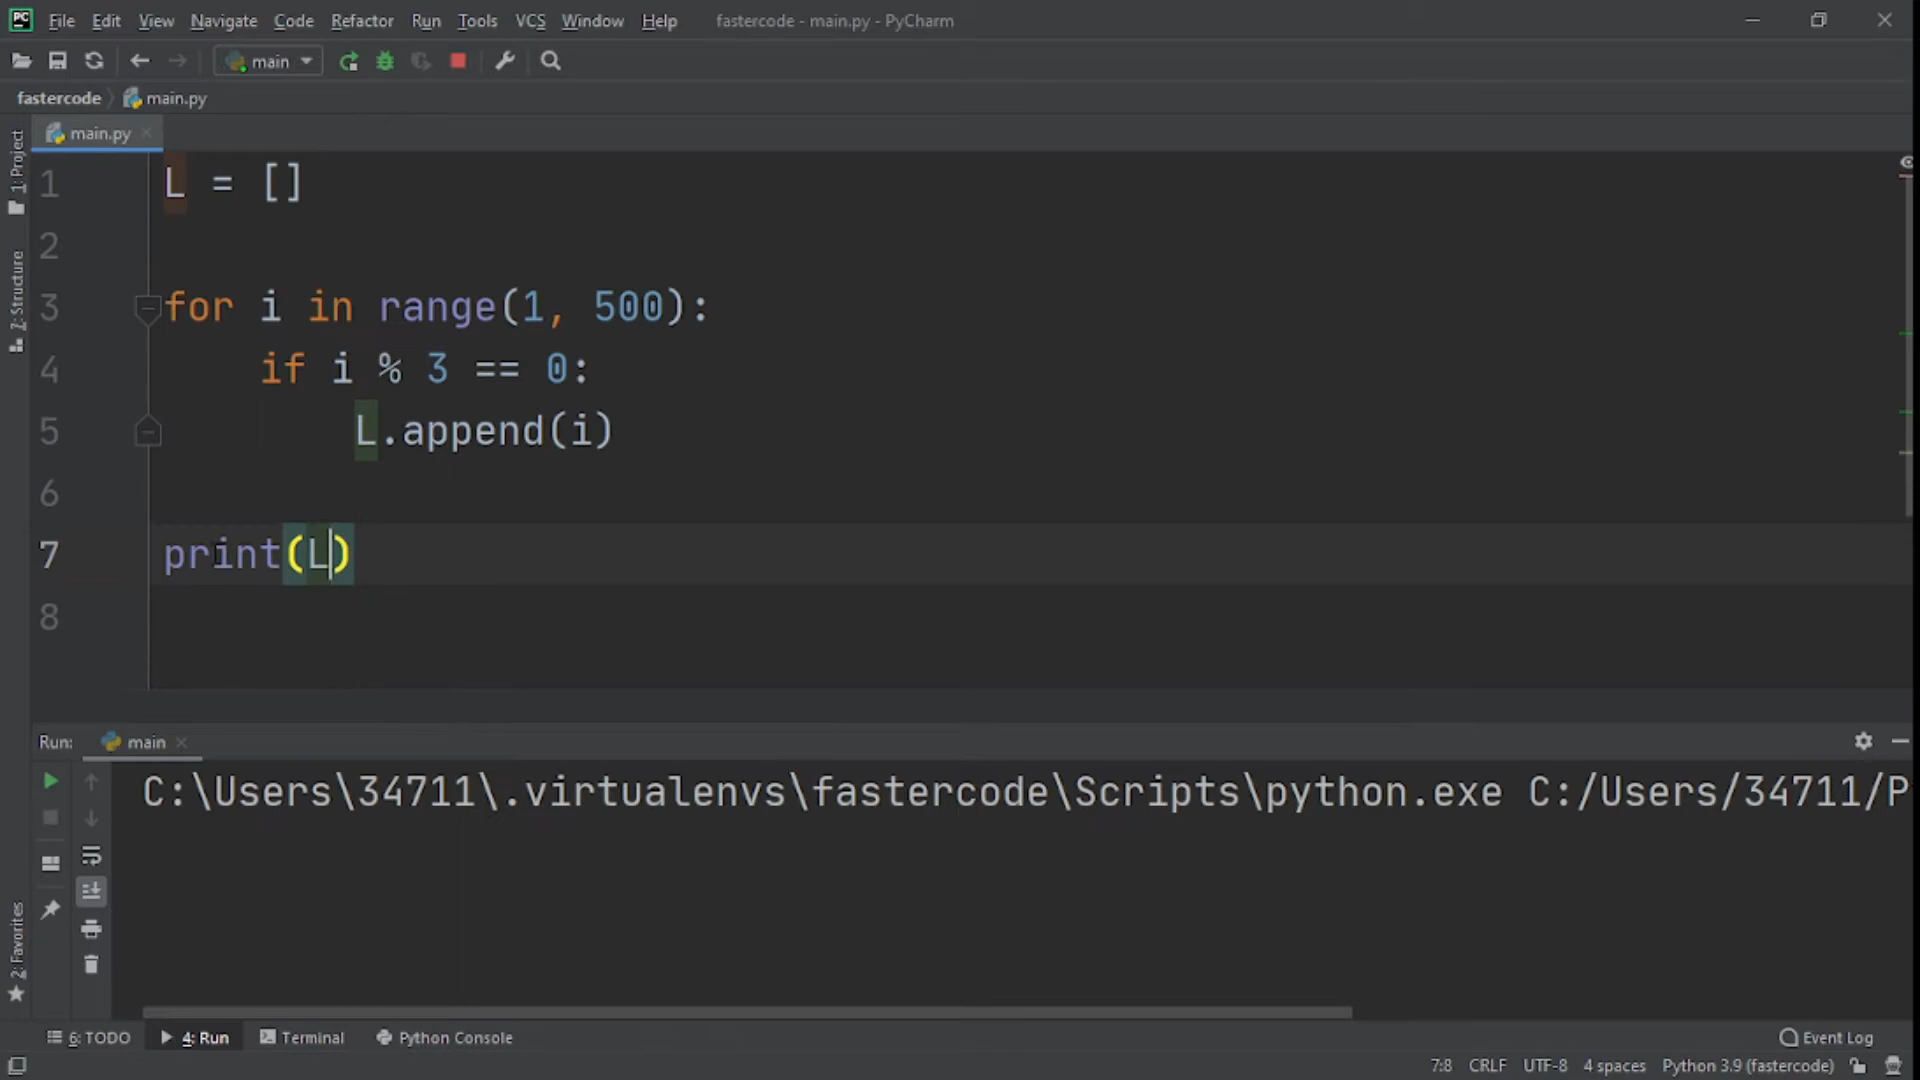 PC File Edit View Navigate Code Refactor Run Tools VCS Window Help fastercode - main.py - PyCharm
main
fastercode main.py
main.py
1: Project
Z: Structure
2: Favorites
1 L = []
2
3 for i in range(1, 500):
4 if i % 3 == 0:
5 L.append(i)
6
7 print(L)
8
Run: main
C:\Users\34711\.virtualenvs\fastercode\Scripts\python.exe C:/Users/34711/P
6: TODO 4: Run Terminal Python Console Event Log
7:8 CRLF UTF-8 4 spaces Python 3.9 (fastercode)